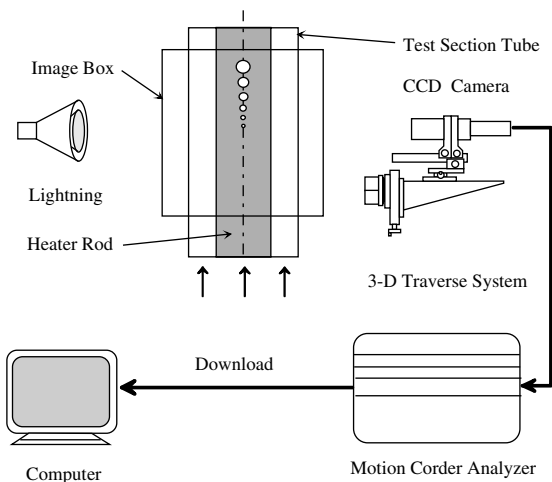 Test Section Tube
Image Box
CCD Camera
Lightning
Heater Rod
3-D Traverse System
Download
Computer
Motion Corder Analyzer